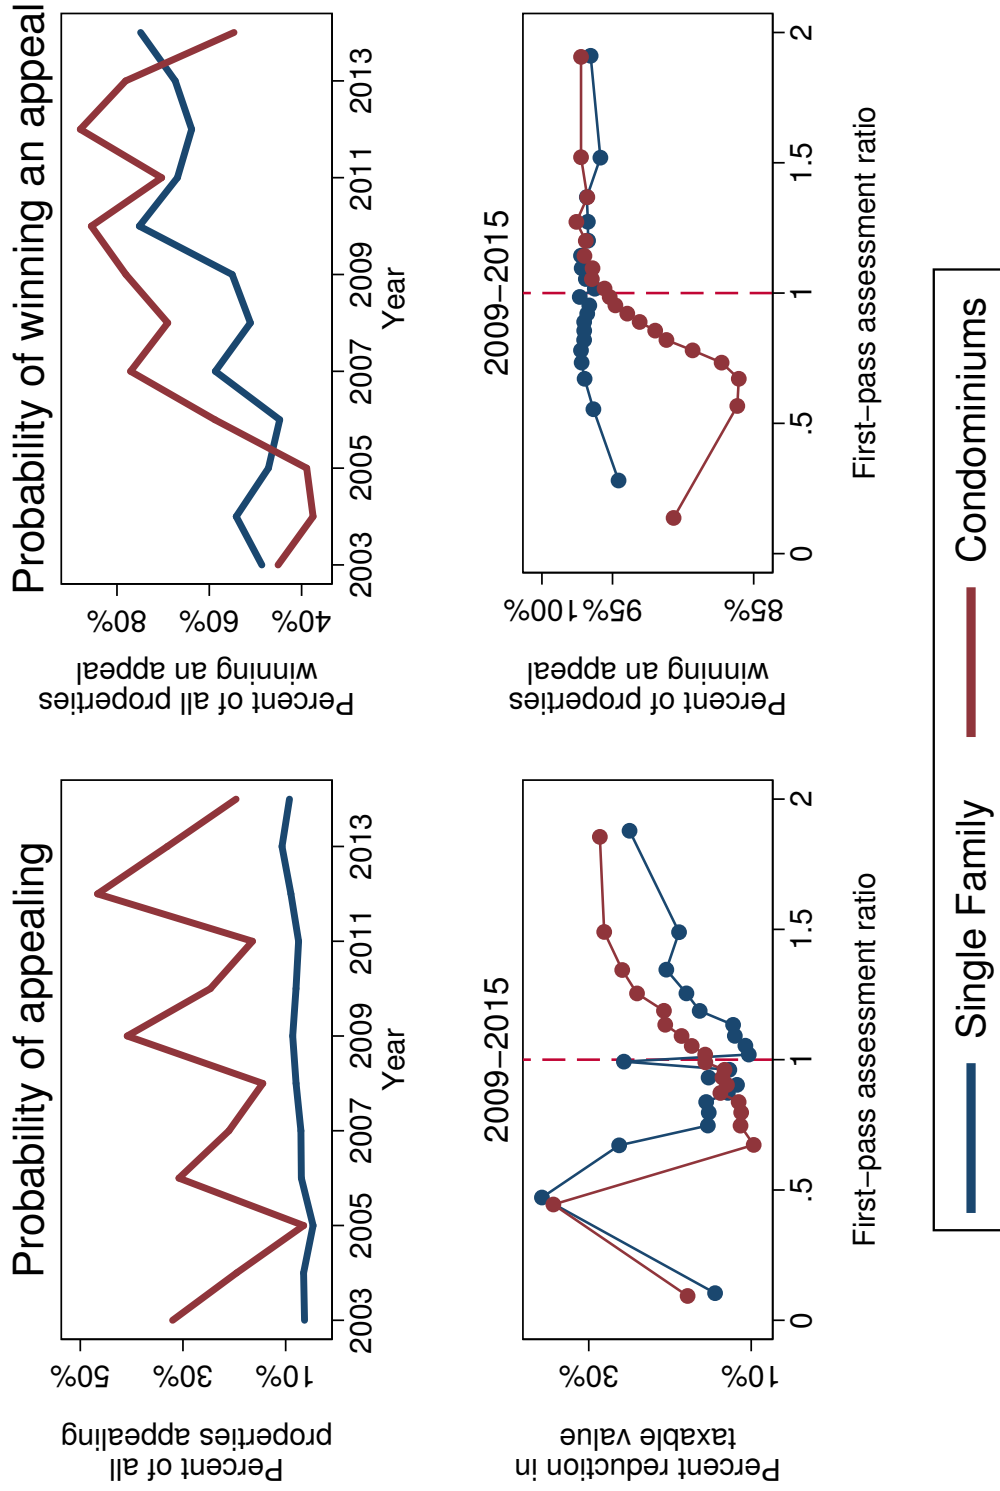 Probability of appealing
Percent of all
properties appealing
50%
30%
10%
2003
2005
2007
2009
2011
2013
Year
Probability of winning an appeal
Percent of all properties
winning an appeal
80%
60%
40%
2003
2005
2007
2009
2011
2013
Year
2009–2015
Percent reduction in
taxable value
30%
10%
0
.5
1
1.5
2
First–pass assessment ratio
2009–2015
Percent of properties
winning an appeal
100%
95%
85%
0
.5
1
1.5
2
First–pass assessment ratio
Single Family
Condominiums